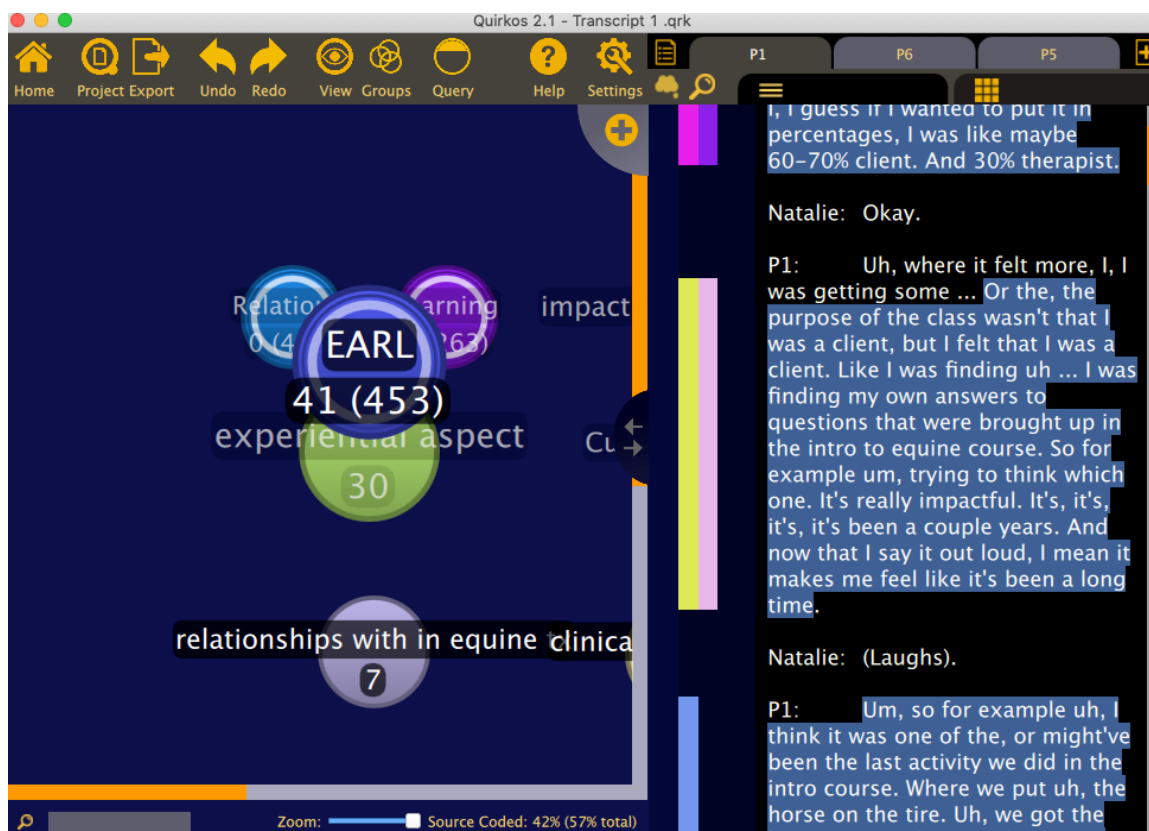 Quirkos 2.1 - Transcript 1 .qrk
Home Project Export Undo Redo View Groups Query Help Settings
P1 P6 P5
Relatio arning impact
0 (4 263)
EARL
41 (453)
experiential aspect Cu
30
relationships with in equine clinica
7
Zoom: Source Coded: 42% (57% total)
I, I guess if I wanted to put it in
percentages, I was like maybe
60-70% client. And 30% therapist.
Natalie: Okay.
P1: Uh, where it felt more, I, I
was getting some ... Or the, the
purpose of the class wasn't that I
was a client, but I felt that I was a
client. Like I was finding uh ... I was
finding my own answers to
questions that were brought up in
the intro to equine course. So for
example um, trying to think which
one. It's really impactful. It's, it's,
it's, it's been a couple years. And
now that I say it out loud, I mean it
makes me feel like it's been a long
time.
Natalie: (Laughs).
P1: Um, so for example uh, I
think it was one of the, or might've
been the last activity we did in the
intro course. Where we put uh, the
horse on the tire. Uh, we got the